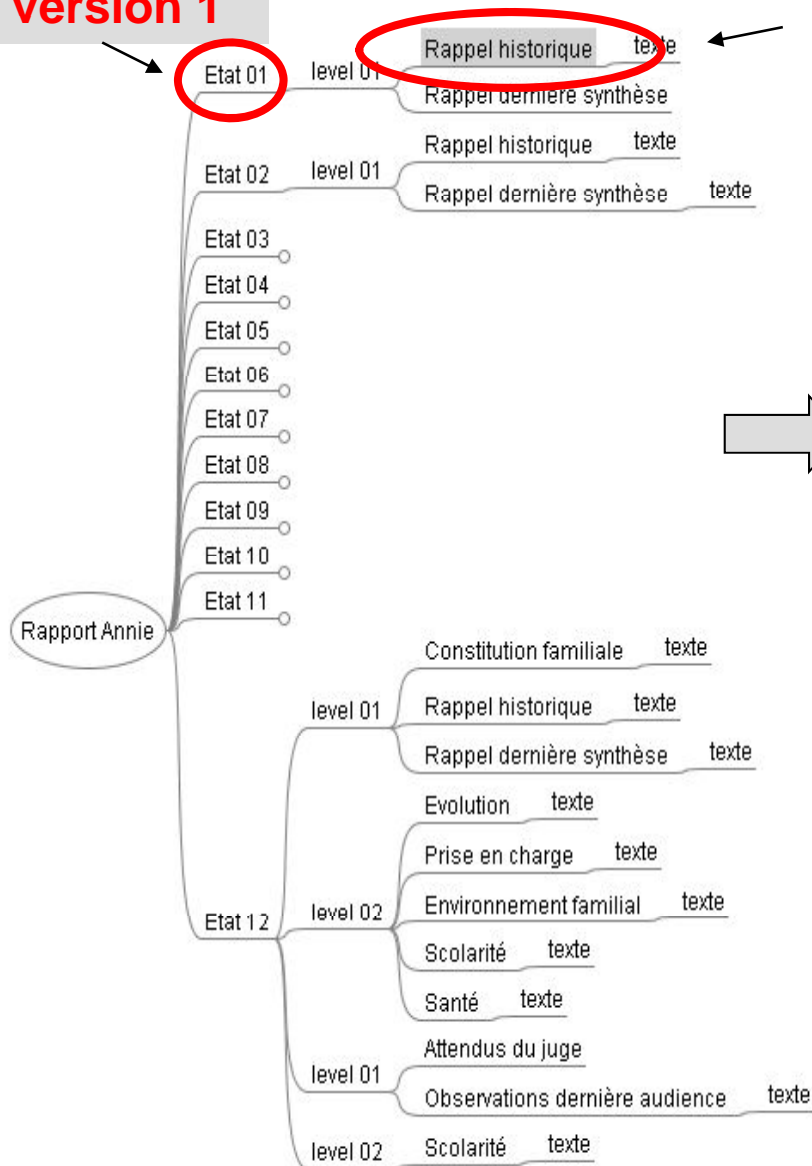 version 1
Etat 01 level 01 Rappel historique texte
Rappel dernière synthèse
Etat 02 level 01 Rappel historique texte
Rappel dernière synthèse texte
Etat 03
Etat 04
Etat 05
Etat 06
Etat 07
Etat 08
Etat 09
Etat 10
Etat 11
Rapport Annie
Etat 12
level 01
Constitution familiale texte
Rappel historique texte
Rappel dernière synthèse texte
level 02
Evolution texte
Prise en charge texte
Environnement familial texte
Scolarité texte
Santé texte
level 01
Attendus du juge
Observations dernière audience texte
level 02 Scolarité texte